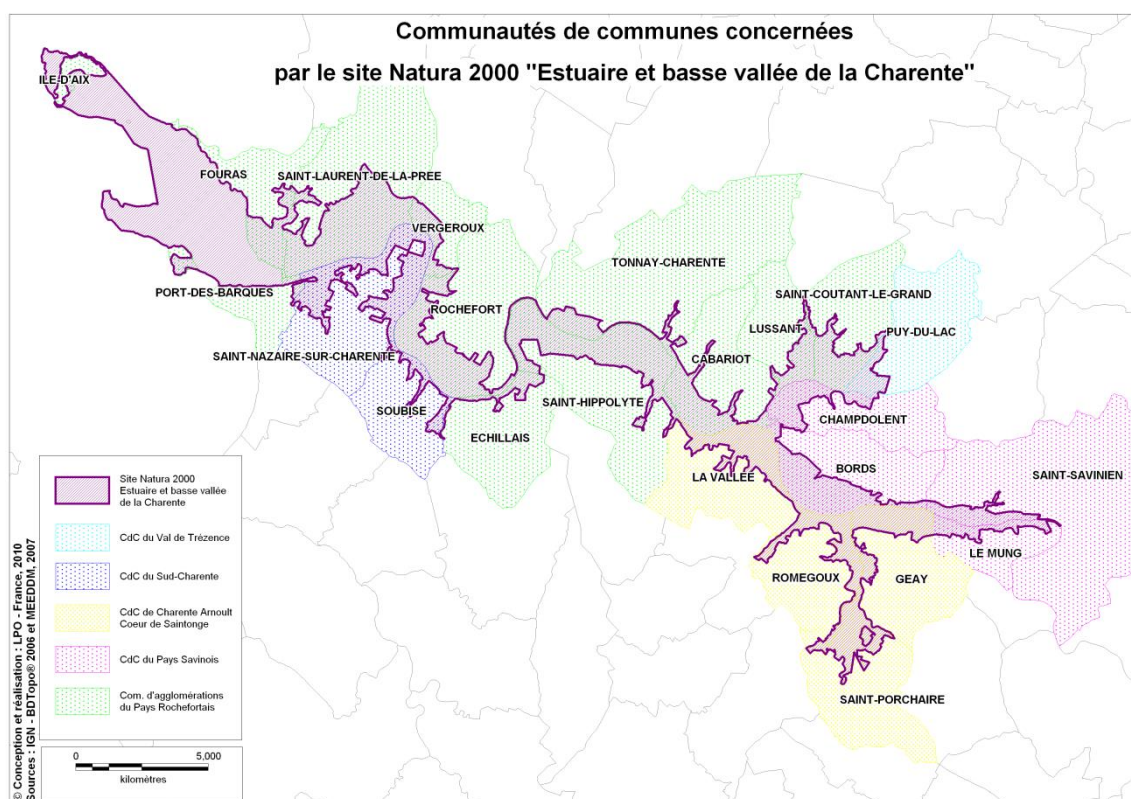 Communautés de communes concernées
par le site Natura 2000 "Estuaire et basse vallée de la Charente"
ILE-D'AIX
FOURAS
SAINT-LAURENT-DE-LA-PREE
VERGEROUX
TONNAY-CHARENTE
PORT-DES-BARQUES
SAINT-COUTANT-LE-GRAND
ROCHEFORT
LUSSANT
PUY-DU-LAC
SAINT-NAZAIRE-SUR-CHARENTE
CABARIOT
SOUBISE
SAINT-HIPPOLYTE
CHAMPDOLENT
ECHILLAIS
BORDS
SAINT-SAVINIEN
LA VALLÉE
LE MUNG
ROMEGOUX
GEAY
SAINT-PORCHAIRE
Site Natura 2000
Estuaire et basse vallée
de la Charente
CdC du Val de Trézence
CdC du Sud-Charente
CdC de Charente Arnoult
Coeur de Saintonge
CdC du Pays Savinois
Com. d'agglomérations
du Pays Rochefortais
0 5,000
kilomètres
© Conception et réalisation : LPO - France, 2010
Sources : IGN - BDTopo® 2006 et MEEDDM, 2007